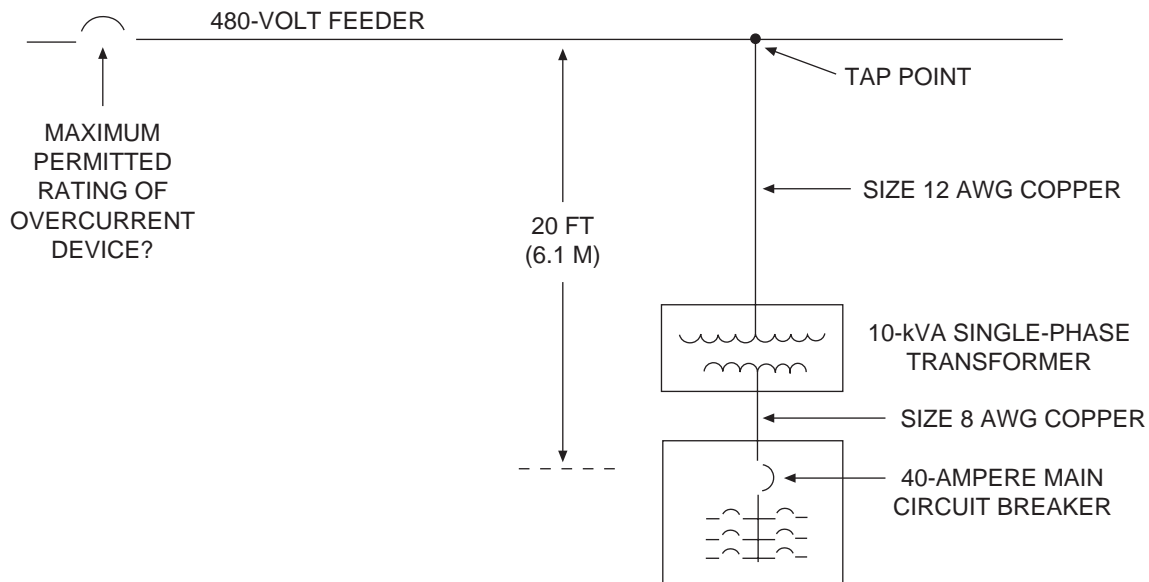 480-VOLT FEEDER
TAP POINT
MAXIMUM
PERMITTED
RATING OF
OVERCURRENT
DEVICE?
SIZE 12 AWG COPPER
20 FT
(6.1 M)
10-kVA SINGLE-PHASE
TRANSFORMER
SIZE 8 AWG COPPER
40-AMPERE MAIN
CIRCUIT BREAKER